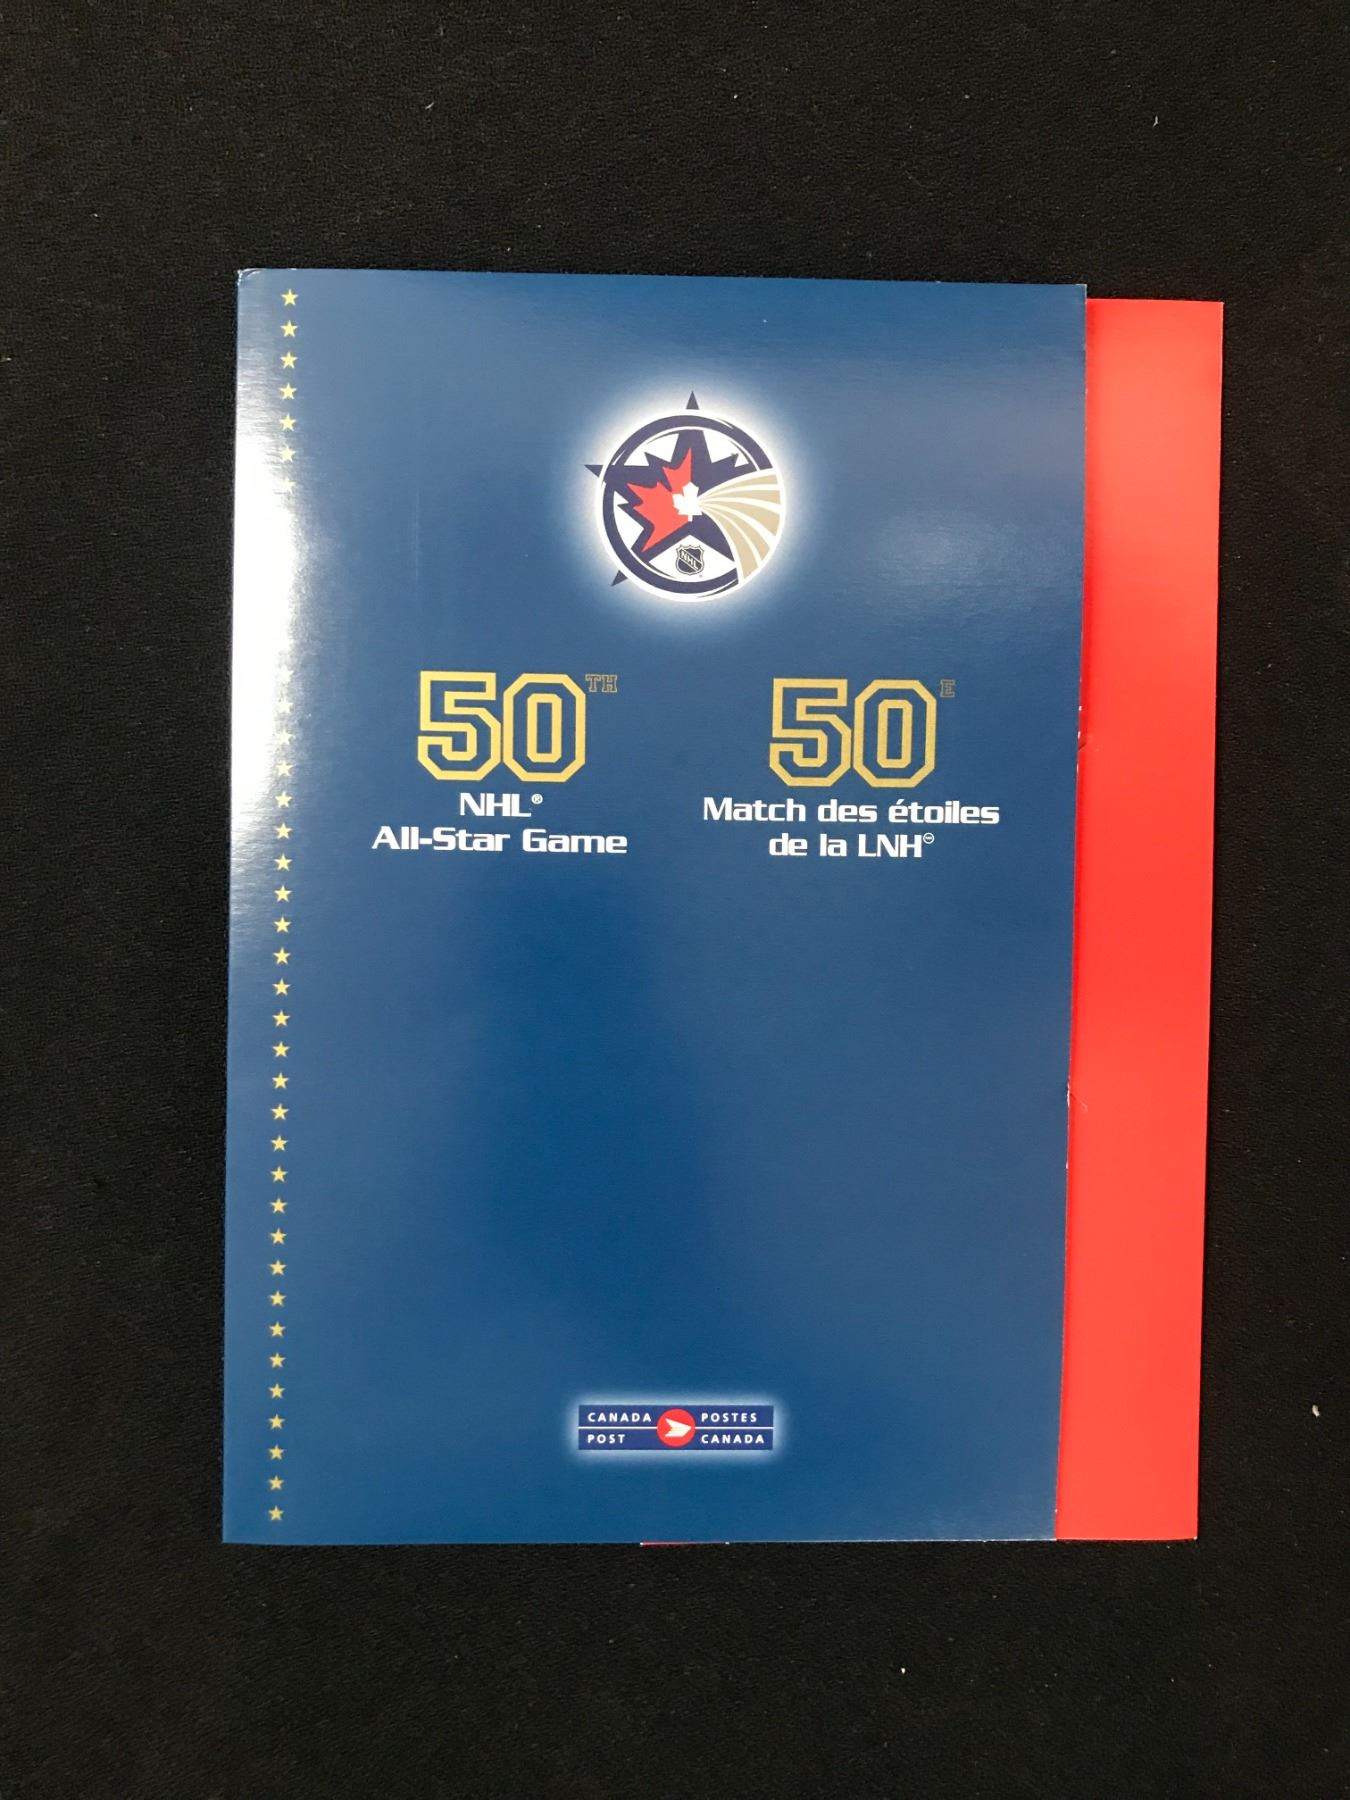 NHL
50TH
NHL®
All-Star Game
50E
Match des étoiles
de la LNH
CANADA POST
POSTES CANADA